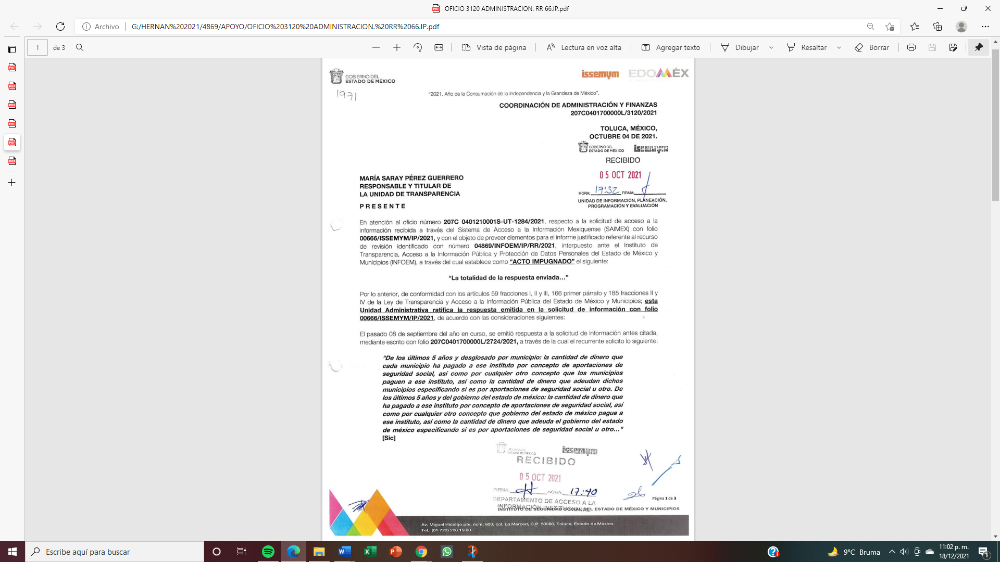 OFICIO 3120 ADMINISTRACION. RR 66.IP.pdf
Archivo
G:/HERNAN%202021/4869/APOYO/OFICIO%203120%20ADMINISTRACION.%20RR%2066.IP.pdf
1 de 3
Vista de página
Lectura en voz alta
Agregar texto
Dibujar
Resaltar
Borrar
GOBIERNO DEL
ESTADO DE MÉXICO
issemym
EDOMÉX
1971
"2021. Año de la Consumación de la Independencia y la Grandeza de México".
COORDINACIÓN DE ADMINISTRACIÓN Y FINANZAS
207C0401700000L/3120/2021
TOLUCA, MÉXICO,
OCTUBRE 04 DE 2021.
GOBIERNO DEL
ESTADO DE MÉXICO
issemym
RECIBIDO
05 OCT 2021
HORA: 17:32 FIRMA:
UNIDAD DE INFORMACIÓN, PLANEACIÓN,
PROGRAMACIÓN Y EVALUACIÓN
MARÍA SARAY PÉREZ GUERRERO
RESPONSABLE Y TITULAR DE
LA UNIDAD DE TRANSPARENCIA
P R E S E N T E
En atención al oficio número 207C 0401210001S-UT-1284/2021, respecto a la solicitud de acceso a la
información recibida a través del Sistema de Acceso a la Información Mexiquense (SAIMEX) con folio
00666/ISSEMYM/IP/2021, y con el objeto de proveer elementos para el informe justificado referente al recurso
de revisión identificado con número 04869/INFOEM/IP/RR/2021, interpuesto ante el Instituto de
Transparencia, Acceso a la Información Pública y Protección de Datos Personales del Estado de México y
Municipios (INFOEM), a través del cual establece como "ACTO IMPUGNADO" el siguiente:
"La totalidad de la respuesta enviada..."
Por lo anterior, de conformidad con los artículos 59 fracciones I, II y III, 166 primer párrafo y 185 fracciones II y
IV de la Ley de Transparencia y Acceso a la Información Pública del Estado de México y Municipios; esta
Unidad Administrativa ratifica la respuesta emitida en la solicitud de información con folio
00666/ISSEMYM/IP/2021, de acuerdo con las consideraciones siguientes:
El pasado 08 de septiembre del año en curso, se emitió respuesta a la solicitud de información antes citada,
mediante escrito con folio 207C0401700000L/2724/2021, a través de la cual el recurrente solicito lo siguiente:
"De los últimos 5 años y desglosado por municipio: la cantidad de dinero que
cada municipio ha pagado a ese instituto por concepto de aportaciones de
seguridad social, así como por cualquier otro concepto que los municipios
paguen a ese instituto, así como la cantidad de dinero que adeudan dichos
municipios especificando si es por aportaciones de seguridad social u otro. De
los últimos 5 años y del gobierno del estado de méxico: la cantidad de dinero que
ha pagado a ese instituto por concepto de aportaciones de seguridad social, así
como por cualquier otro concepto que gobierno del estado de méxico pague a
ese instituto, así como la cantidad de dinero que adeuda el gobierno del estado
de méxico especificando si es por aportaciones de seguridad social u otro..."
[Sic]
ESTADO DE MÉXICO
issemym
RECIBIDO
05 OCT 2021
FIRMA: HORA: 17:40
DEPARTAMENTO DE ACCESO A LA
INFORMACIÓN INSTITUCIONAL
Página 1 de 3
INSTITUTO DE SEGURIDAD SOCIAL DEL ESTADO DE MÉXICO Y MUNICIPIOS
Av. Miguel Hidalgo pte. núm. 600, col. La Merced, C.P. 50080, Toluca, Estado de México.
Tel.: (01 722) 226 19 00.
Escribe aquí para buscar
9°C Bruma
11:02 p. m.
18/12/2021
1